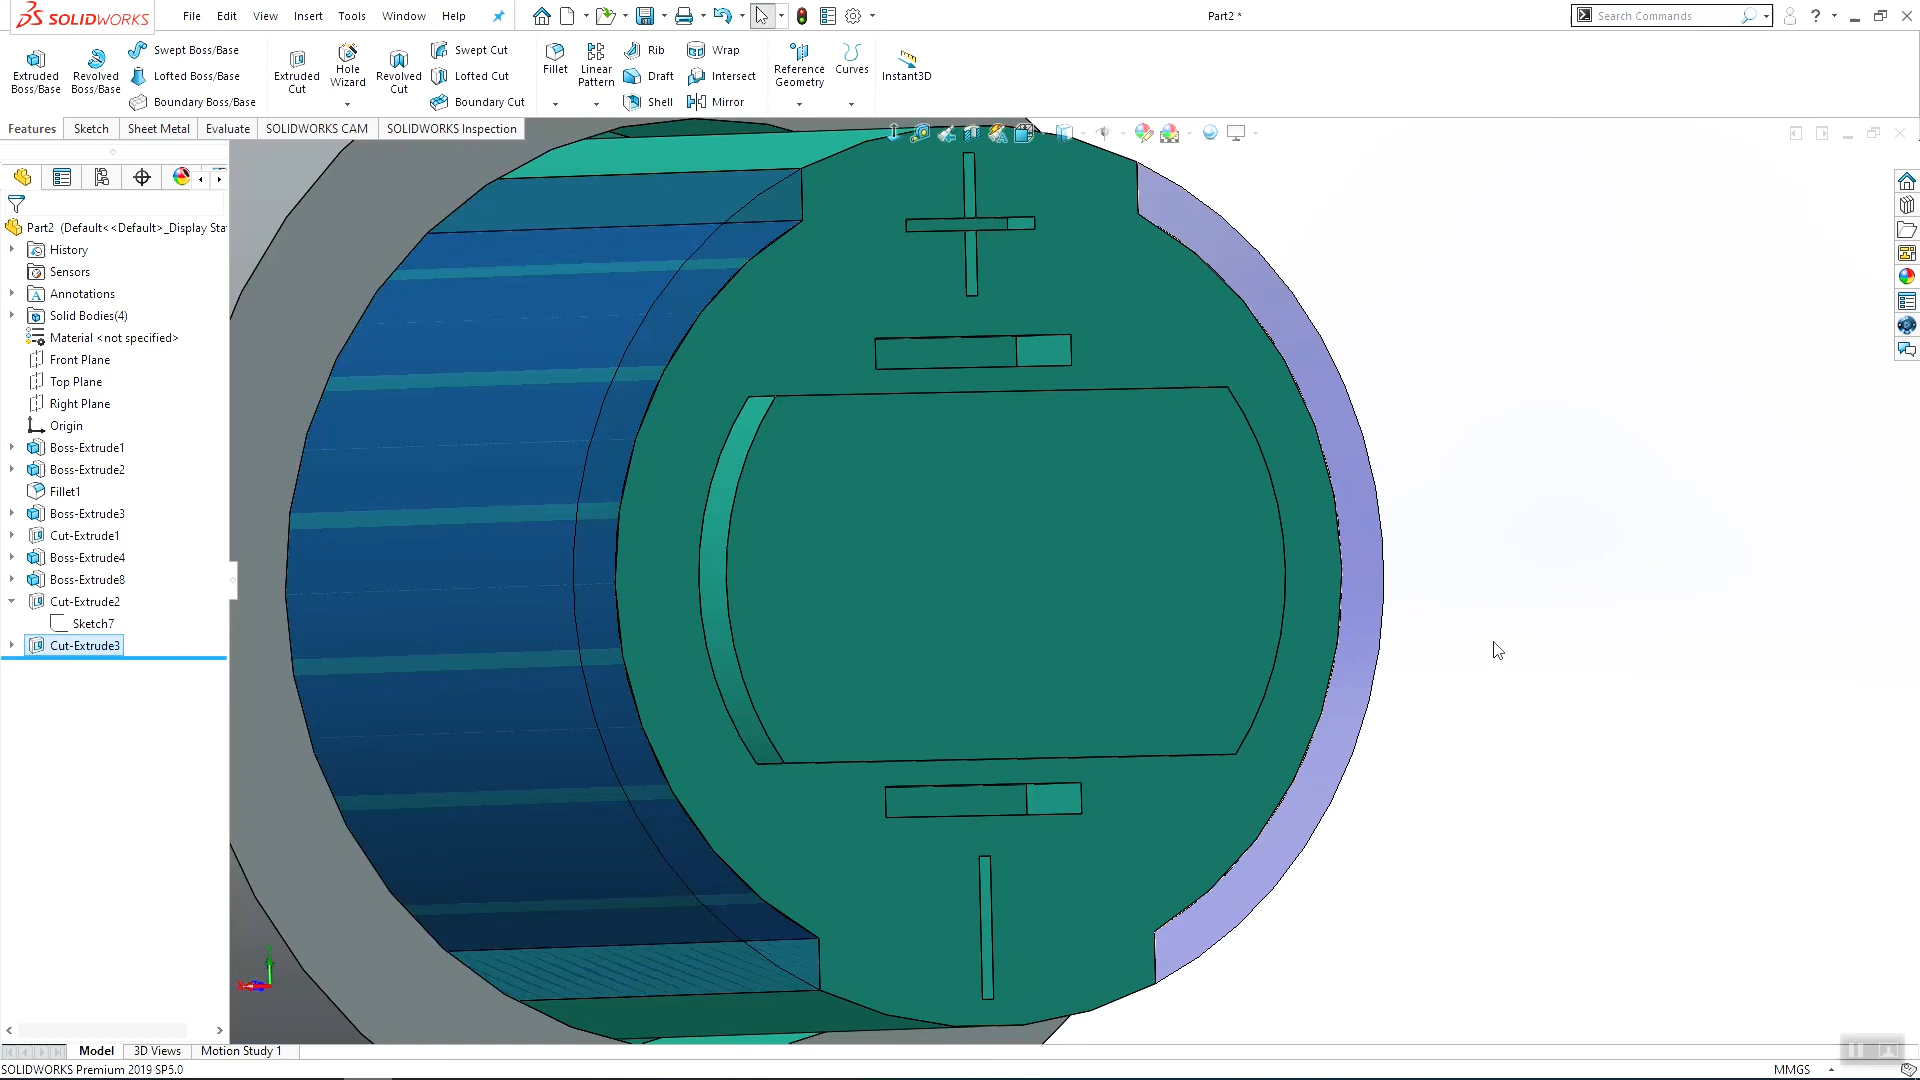 SOLIDWORKS
File Edit View Insert Tools Window Help
Part2 *
Search Commands
Extruded Boss/Base
Revolved Boss/Base
Swept Boss/Base
Lofted Boss/Base
Boundary Boss/Base
Extruded Cut
Hole Wizard
Revolved Cut
Swept Cut
Lofted Cut
Boundary Cut
Fillet
Linear Pattern
Rib
Draft
Shell
Wrap
Intersect
Mirror
Reference Geometry
Curves
Instant3D
Features Sketch Sheet Metal Evaluate SOLIDWORKS CAM SOLIDWORKS Inspection
Part2 (Default<<Default>_Display Sta
History
Sensors
Annotations
Solid Bodies(4)
Material <not specified>
Front Plane
Top Plane
Right Plane
Origin
Boss-Extrude1
Boss-Extrude2
Fillet1
Boss-Extrude3
Cut-Extrude1
Boss-Extrude4
Boss-Extrude8
Cut-Extrude2
Sketch7
Cut-Extrude3
Model 3D Views Motion Study 1
SOLIDWORKS Premium 2019 SP5.0
MMGS